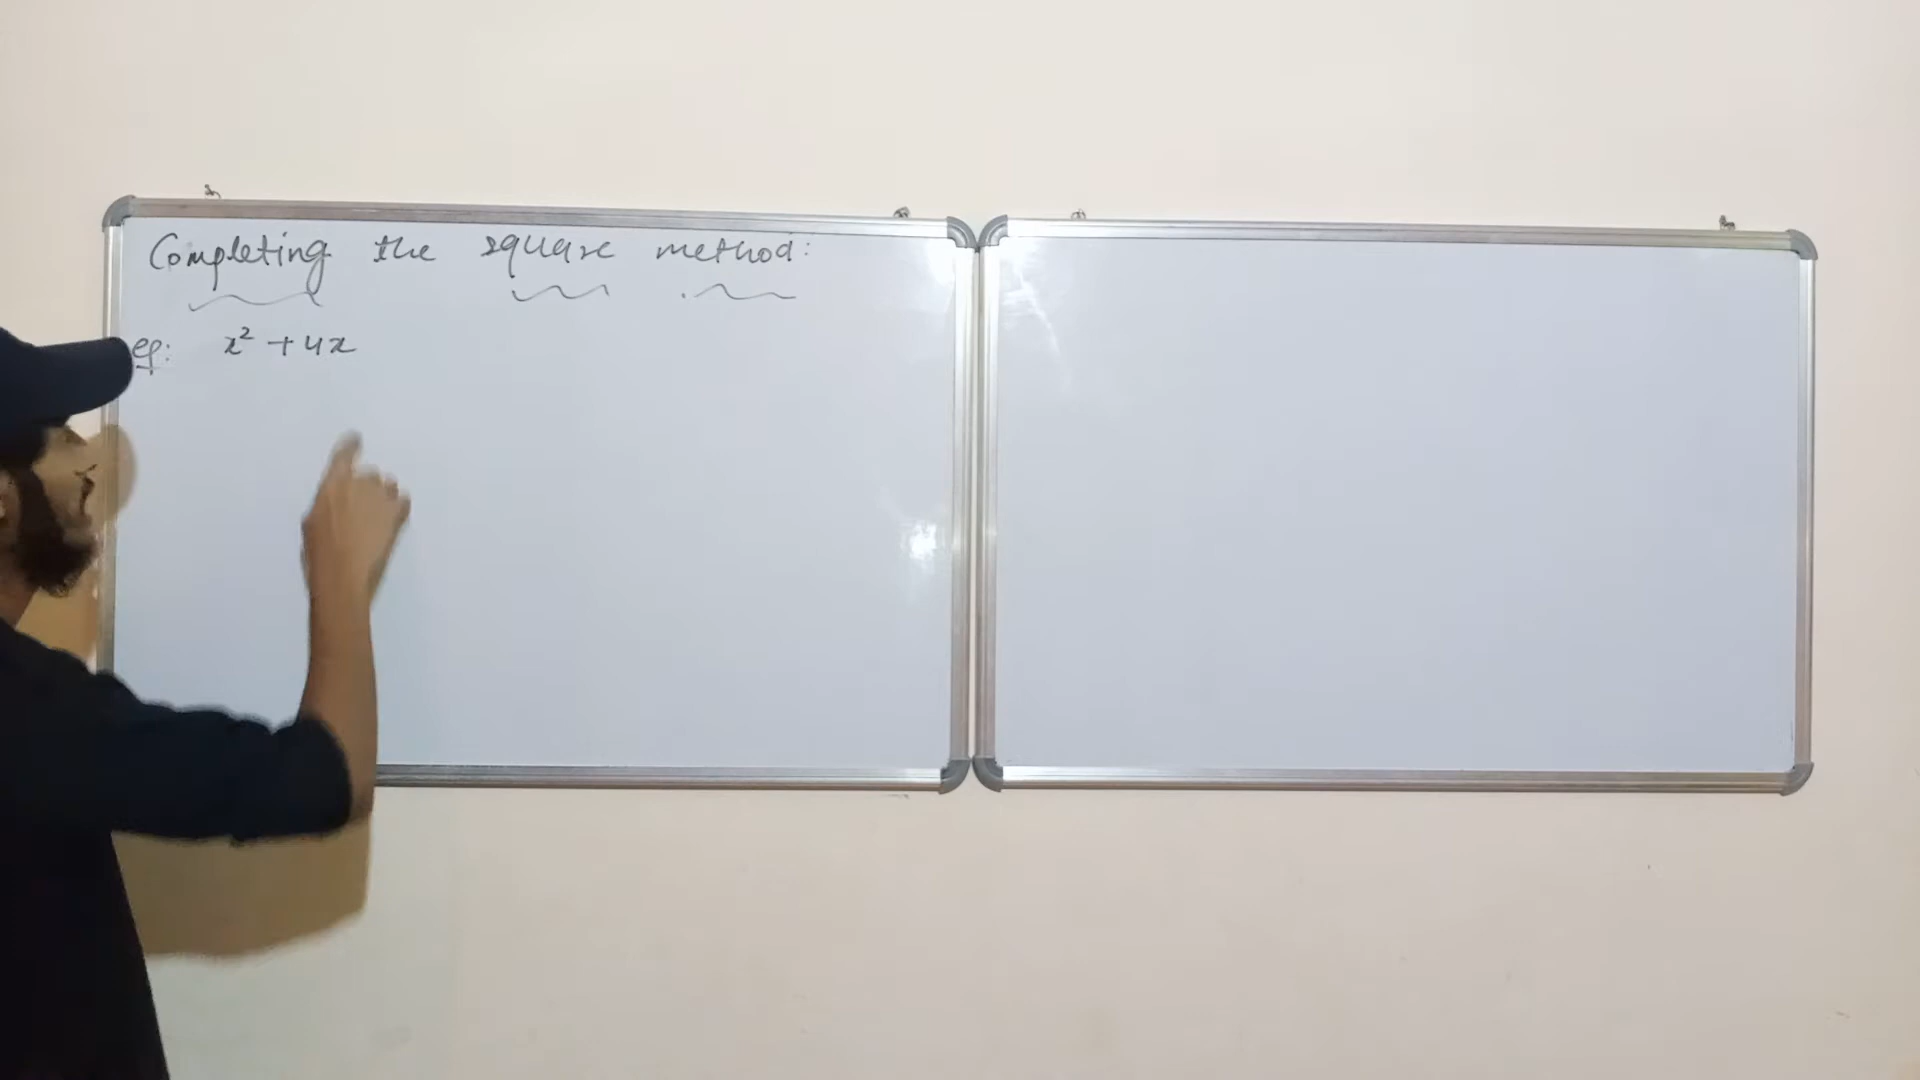 Completing the square method:
eg: x² + 4x